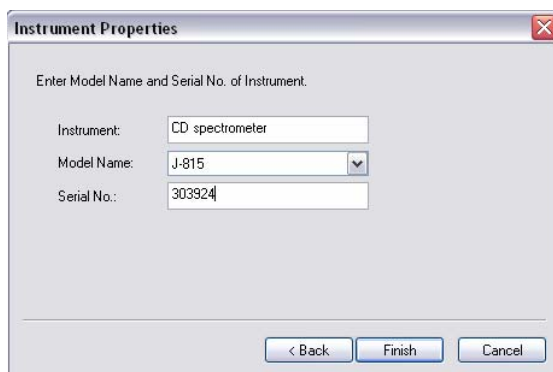 Instrument Properties
Enter Model Name and Serial No. of Instrument.
Instrument: CD spectrometer
Model Name: J-815
Serial No.: 303924
< Back Finish Cancel